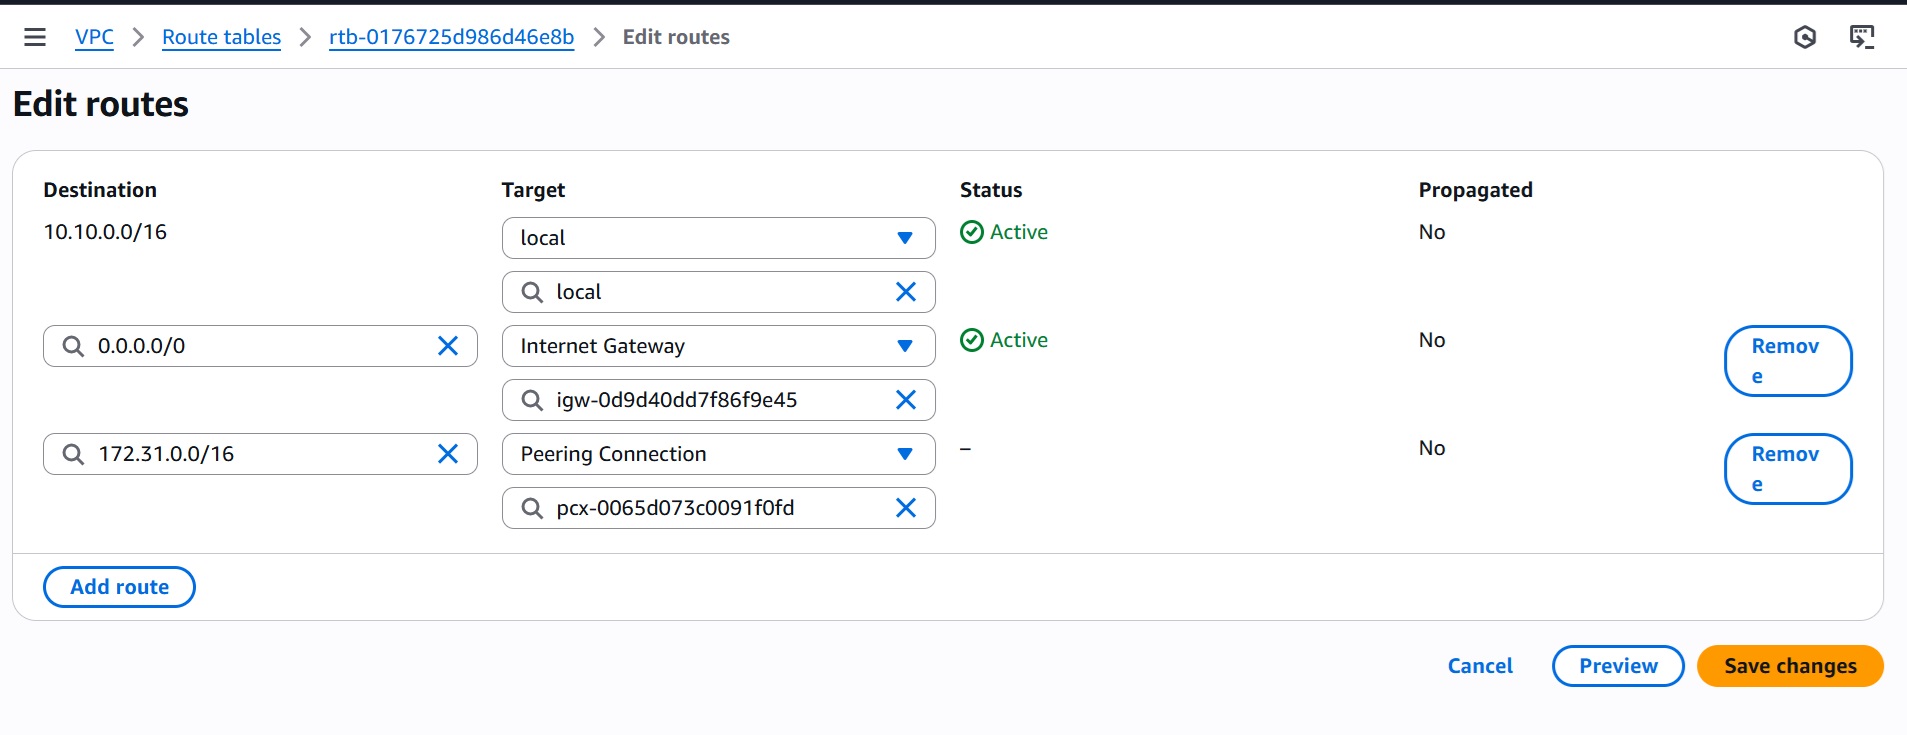 VPC > Route tables > rtb-0176725d986d46e8b > Edit routes
Edit routes
Destination Target Status Propagated
10.10.0.0/16 local Active No
local
0.0.0.0/0 Internet Gateway Active No Remov
e
igw-0d9d40dd7f86f9e45
172.31.0.0/16 Peering Connection – No Remov
e
pcx-0065d073c0091f0fd
Add route
Cancel Preview Save changes